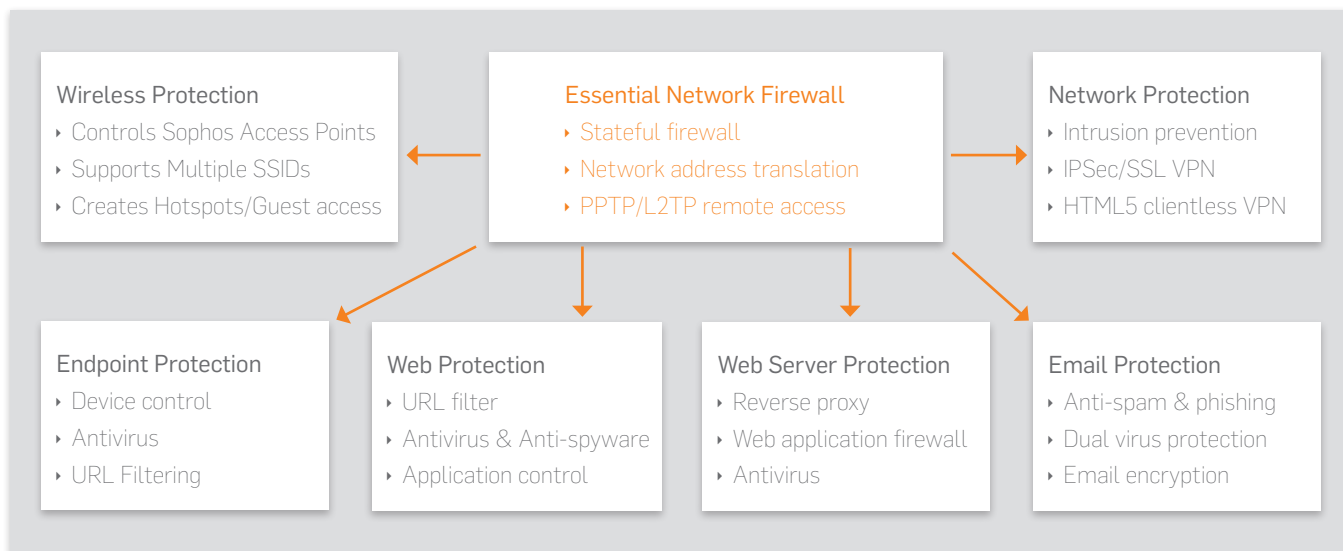 Wireless Protection
‣ Controls Sophos Access Points
‣ Supports Multiple SSIDs
‣ Creates Hotspots/Guest access
Essential Network Firewall
‣ Stateful firewall
‣ Network address translation
‣ PPTP/L2TP remote access
Network Protection
‣ Intrusion prevention
‣ IPSec/SSL VPN
‣ HTML5 clientless VPN
Endpoint Protection
‣ Device control
‣ Antivirus
‣ URL Filtering
Web Protection
‣ URL filter
‣ Antivirus & Anti-spyware
‣ Application control
Web Server Protection
‣ Reverse proxy
‣ Web application firewall
‣ Antivirus
Email Protection
‣ Anti-spam & phishing
‣ Dual virus protection
‣ Email encryption